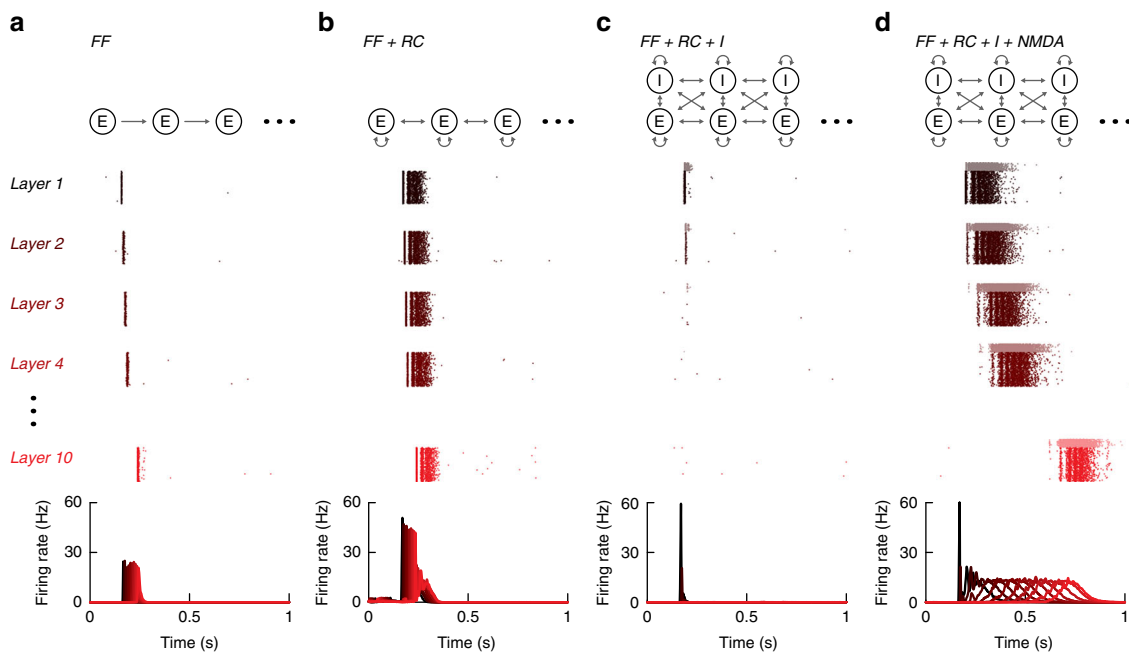 a
FF
E E E • • •
b
FF + RC
E E E • • •
c
FF + RC + I
I I I
E E E • • •
d
FF + RC + I + NMDA
I I I
E E E • • •
Layer 1
Layer 2
Layer 3
Layer 4
Layer 10
Firing rate (Hz)
60
30
0
0 0.5 1
Time (s)
Firing rate (Hz)
60
30
0
0 0.5 1
Time (s)
Firing rate (Hz)
60
30
0
0 0.5 1
Time (s)
Firing rate (Hz)
60
30
0
0 0.5 1
Time (s)